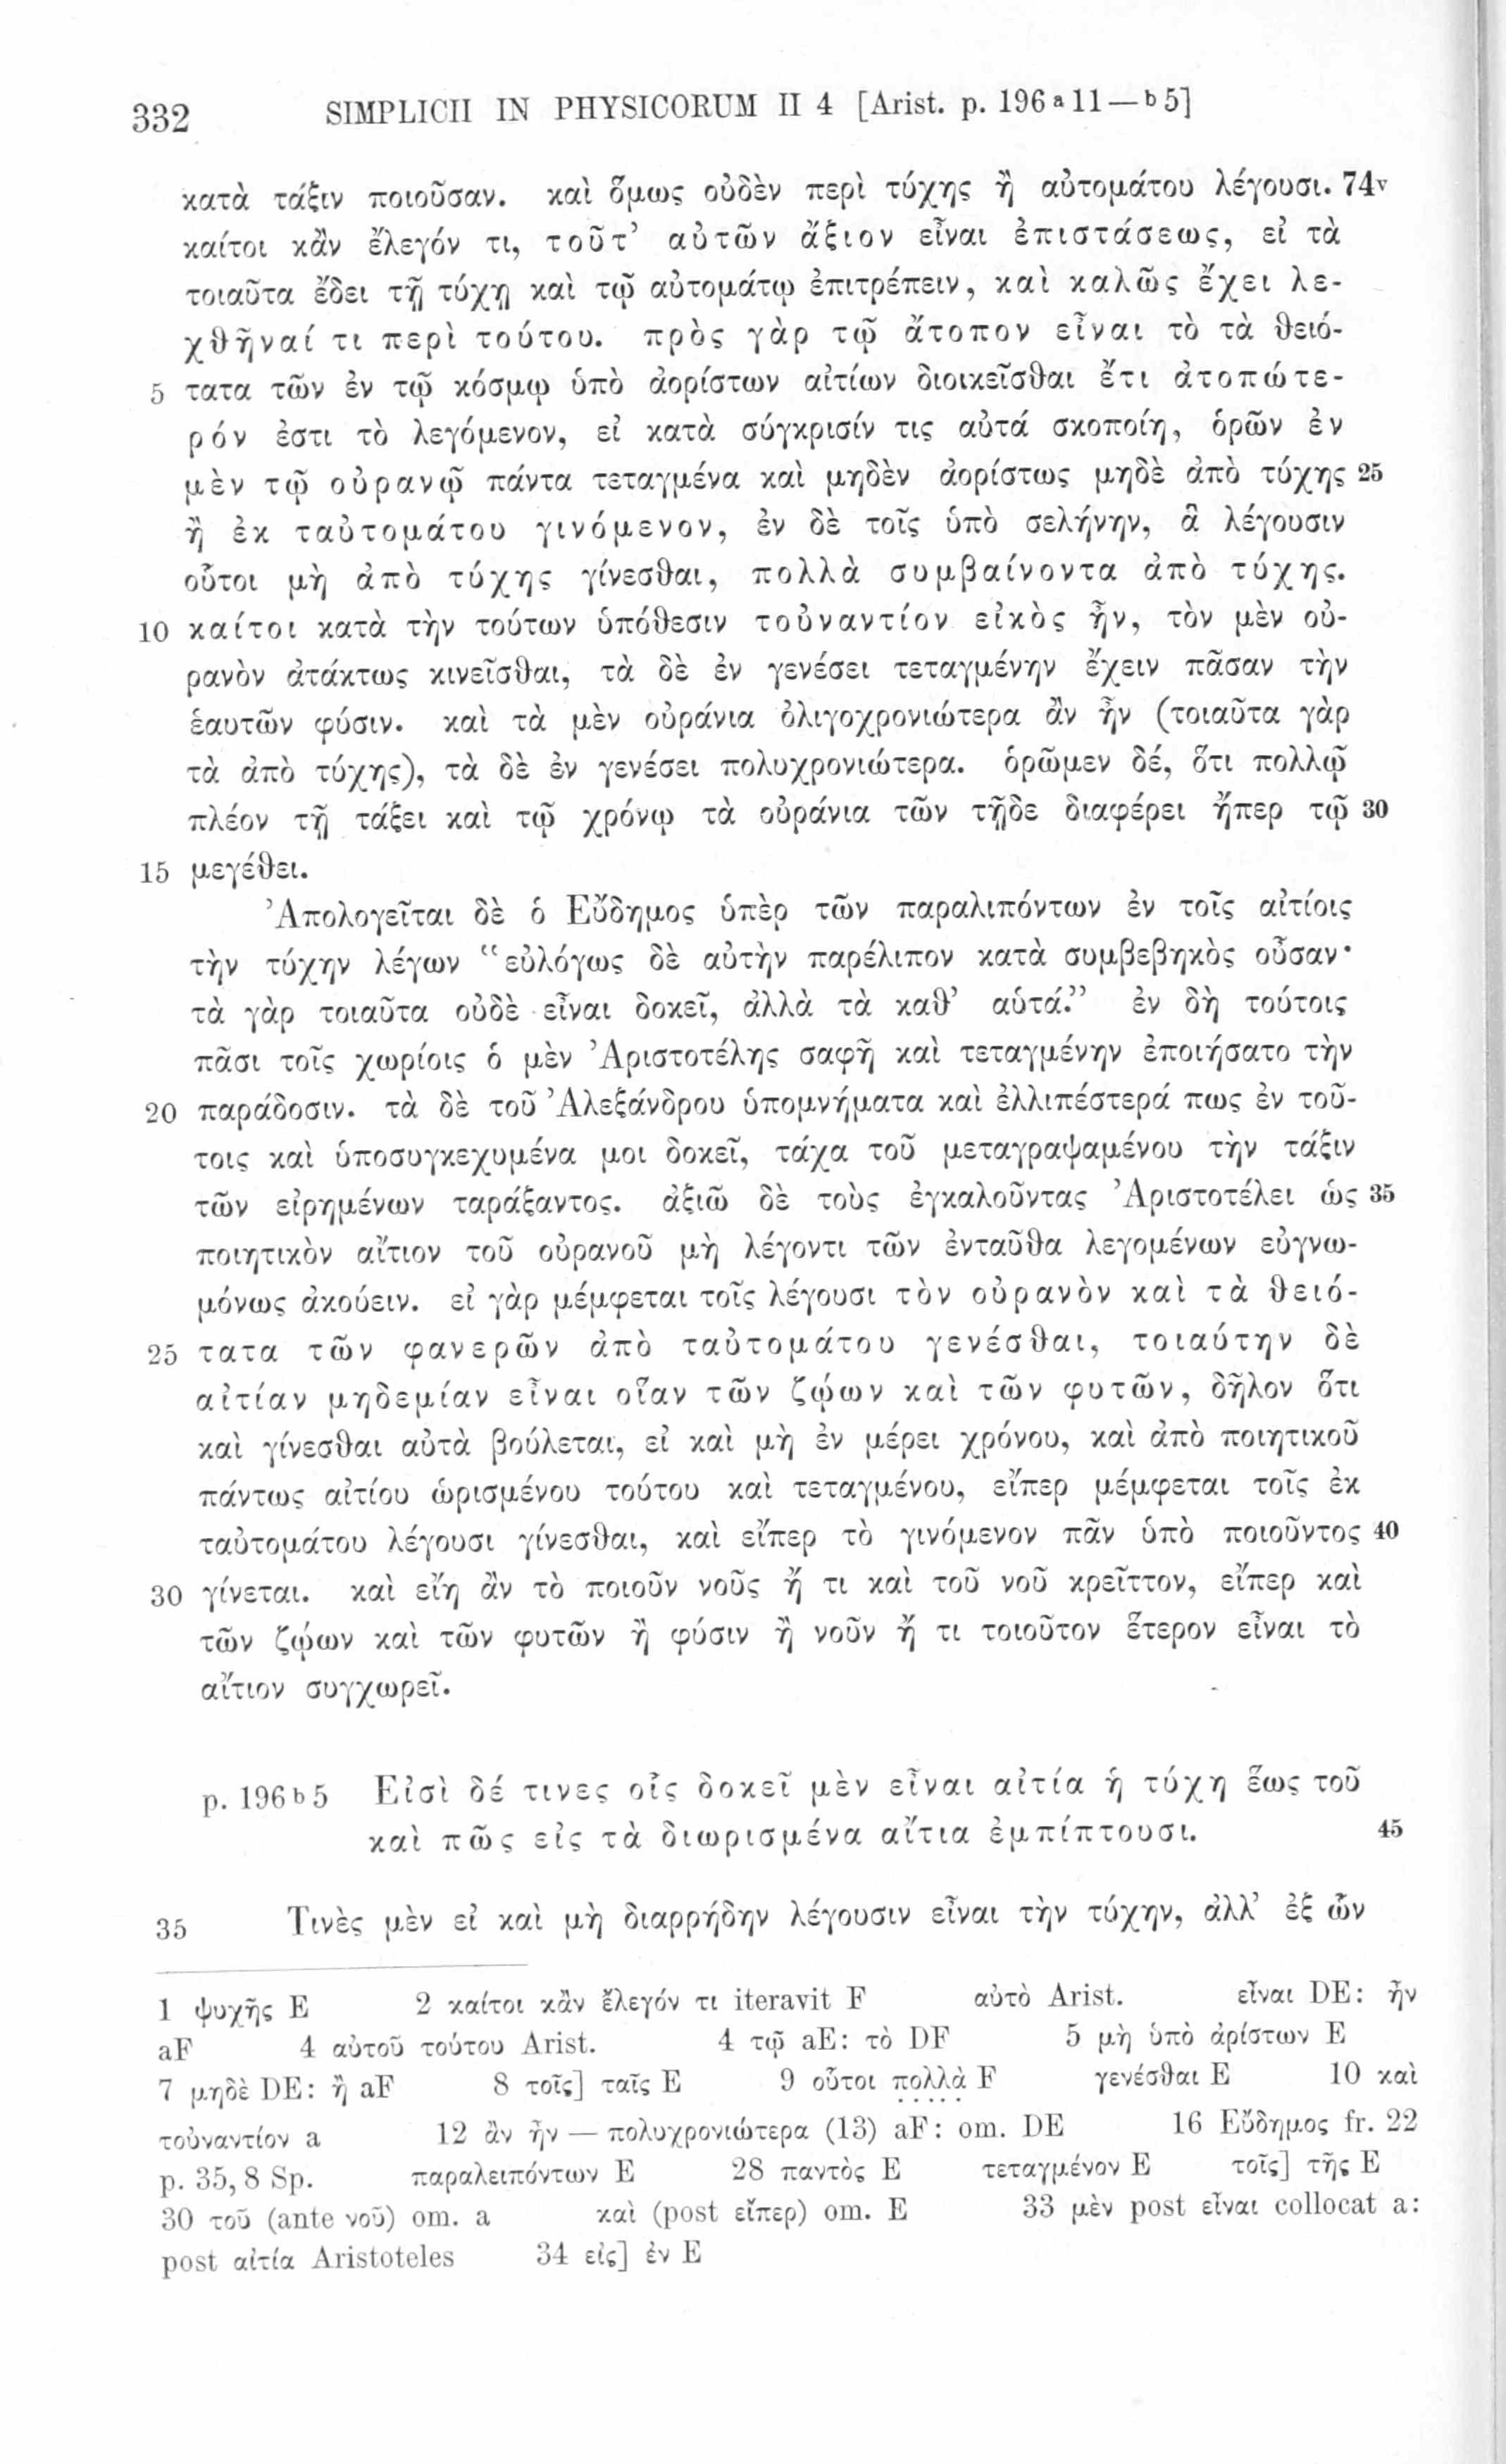 332 SIMPLICII IN PHYSICORUM II 4 [Arist. p. 196 a 11 — b 5]
κατὰ τάξιν ποιοῦσαν. καὶ ὅμως οὐδὲν περὶ τύχης ἢ αὐτομάτου λέγουσι. 74v
καίτοι κἂν ἔλεγόν τι, τοῦτ’ αὐτῶν ἄξιον εἶναι ἐπιστάσεως, εἰ τὰ
τοιαῦτα ἔδει τῇ τύχῃ καὶ τῷ αὐτομάτῳ ἐπιτρέπειν, καὶ καλῶς ἔχει λε-
χθῆναί τι περὶ τούτου. πρὸς γὰρ τῷ ἄτοπον εἶναι τὸ τὰ θειό-
5 τατα τῶν ἐν τῷ κόσμῳ ὑπὸ ἀορίστων αἰτίων διοικεῖσθαι ἔτι ἀτοπώτε-
ρόν ἐστι τὸ λεγόμενον, εἰ κατὰ σύγκρισίν τις αὐτά σκοποίη, ὁρῶν ἐν
μὲν τῷ οὐρανῷ πάντα τεταγμένα καὶ μηδὲν ἀορίστως μηδὲ ἀπὸ τύχης 25
ἢ ἐκ ταὐτομάτου γινόμενον, ἐν δὲ τοῖς ὑπὸ σελήνην, ἃ λέγουσιν
οὗτοι μὴ ἀπὸ τύχης γίνεσθαι, πολλὰ συμβαίνοντα ἀπὸ τύχης.
10 καίτοι κατὰ τὴν τούτων ὑπόθεσιν τοὐναντίον εἰκὸς ἦν, τὸν μὲν οὐ-
ρανὸν ἀτάκτως κινεῖσθαι, τὰ δὲ ἐν γενέσει τεταγμένην ἔχειν πᾶσαν τὴν
ἑαυτῶν φύσιν. καὶ τὰ μὲν οὐράνια ὀλιγοχρονιώτερα ἂν ἦν (τοιαῦτα γὰρ
τὰ ἀπὸ τύχης), τὰ δὲ ἐν γενέσει πολυχρονιώτερα. ὁρῶμεν δέ, ὅτι πολλῷ
πλέον τῇ τάξει καὶ τῷ χρόνῳ τὰ οὐράνια τῶν τῇδε διαφέρει ἤπερ τῷ 30
15 μεγέθει.
Ἀπολογεῖται δὲ ὁ Εὔδημος ὑπὲρ τῶν παραλιπόντων ἐν τοῖς αἰτίοις
τὴν τύχην λέγων “εὐλόγως δὲ αὐτὴν παρέλιπον κατὰ συμβεβηκὸς οὖσαν·
τὰ γὰρ τοιαῦτα οὐδὲ εἶναι δοκεῖ, ἀλλὰ τὰ καθ’ αὑτά.” ἐν δὴ τούτοις
πᾶσι τοῖς χωρίοις ὁ μὲν Ἀριστοτέλης σαφῆ καὶ τεταγμένην ἐποιήσατο τὴν
20 παράδοσιν. τὰ δὲ τοῦ Ἀλεξάνδρου ὑπομνήματα καὶ ἐλλιπέστερά πως ἐν τού-
τοις καὶ ὑποσυγκεχυμένα μοι δοκεῖ, τάχα τοῦ μεταγραψαμένου τὴν τάξιν
τῶν εἰρημένων ταράξαντος. ἀξιῶ δὲ τοὺς ἐγκαλοῦντας Ἀριστοτέλει ὡς 35
ποιητικὸν αἴτιον τοῦ οὐρανοῦ μὴ λέγοντι τῶν ἐνταῦθα λεγομένων εὐγνω-
μόνως ἀκούειν. εἰ γὰρ μέμφεται τοῖς λέγουσι τὸν οὐρανὸν καὶ τὰ θειό-
25 τατα τῶν φανερῶν ἀπὸ ταὐτομάτου γενέσθαι, τοιαύτην δὲ
αἰτίαν μηδεμίαν εἶναι οἵαν τῶν ζῴων καὶ τῶν φυτῶν, δῆλον ὅτι
καὶ γίνεσθαι αὐτὰ βούλεται, εἰ καὶ μὴ ἐν μέρει χρόνου, καὶ ἀπὸ ποιητικοῦ
πάντως αἰτίου ὡρισμένου τούτου καὶ τεταγμένου, εἴπερ μέμφεται τοῖς ἐκ
ταὐτομάτου λέγουσι γίνεσθαι, καὶ εἴπερ τὸ γινόμενον πᾶν ὑπὸ ποιοῦντος 40
30 γίνεται. καὶ εἴη ἂν τὸ ποιοῦν νοῦς ἤ τι καὶ τοῦ νοῦ κρεῖττον, εἴπερ καὶ
τῶν ζῴων καὶ τῶν φυτῶν ἢ φύσιν ἢ νοῦν ἤ τι τοιοῦτον ἕτερον εἶναι τὸ
αἴτιον συγχωρεῖ.
p. 196 b 5 Εἰσὶ δέ τινες οἷς δοκεῖ μὲν εἶναι αἰτία ἡ τύχη ἕως τοῦ
καὶ πῶς εἰς τὰ διωρισμένα αἴτια ἐμπίπτουσι. 45
35 Τινὲς μὲν εἰ καὶ μὴ διαρρήδην λέγουσιν εἶναι τὴν τύχην, ἀλλ’ ἐξ ὧν
1 ψυχῆς E 2 καίτοι κἂν ἔλεγόν τι iteravit F αὐτὸ Arist. εἶναι DE: ἦν
aF 4 αὐτοῦ τούτου Arist. 4 τῷ aE: τὸ DF 5 μὴ ὑπὸ ἀρίστων E
7 μηδὲ DE: ἢ aF 8 τοῖς] ταῖς E 9 οὗτοι πολλὰ F γενέσθαι E 10 καὶ
τοὐναντίον a 12 ἂν ἦν — πολυχρονιώτερα (13) aF: om. DE 16 Εὔδημος fr. 22
p. 35, 8 Sp. παραλειπόντων E 28 παντὸς E τεταγμένον E τοῖς] τῆς E
30 τοῦ (ante νοῦ) om. a καὶ (post εἴπερ) om. E 33 μὲν post εἶναι collocat a:
post αἰτία Aristoteles 34 εἰς] ἐν E